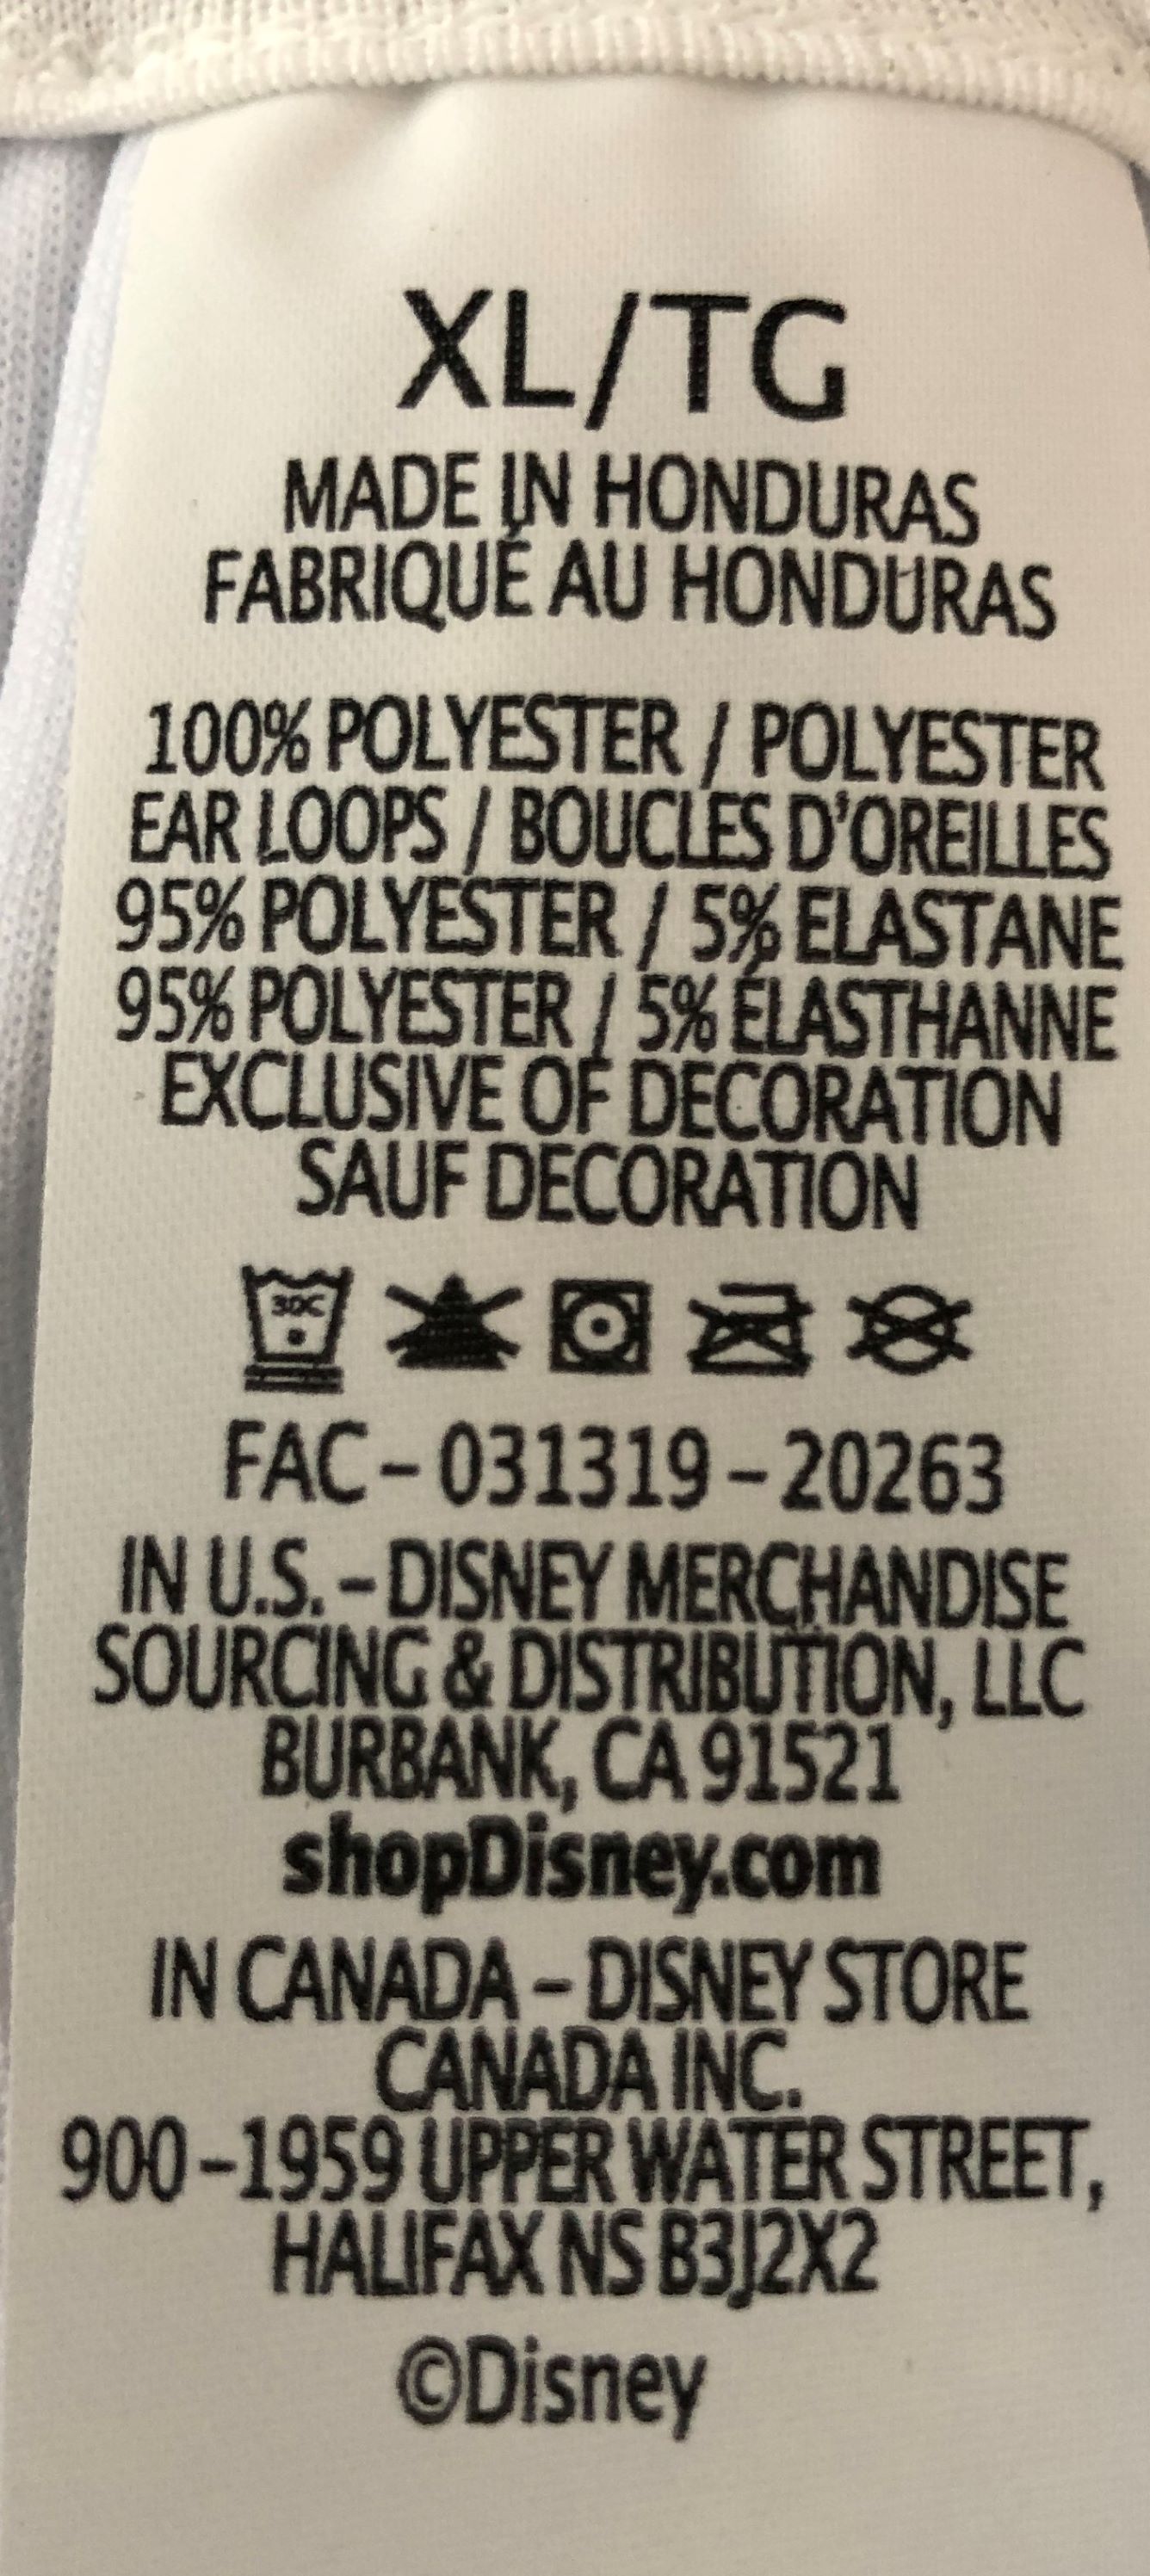 XL/TG
MADE IN HONDURAS
FABRIQUÉ AU HONDURAS
100% POLYESTER / POLYESTER
EAR LOOPS / BOUCLES D'OREILLES
95% POLYESTER / 5% ELASTANE
95% POLYESTER / 5% ÉLASTHANNE
EXCLUSIVE OF DECORATION
SAUF DECORATION
30C
FAC – 031319 – 20263
IN U.S. – DISNEY MERCHANDISE
SOURCING & DISTRIBUTION, LLC
BURBANK, CA 91521
shopDisney.com
IN CANADA – DISNEY STORE
CANADA INC.
900 –1959 UPPER WATER STREET,
HALIFAX NS B3J2X2
©Disney